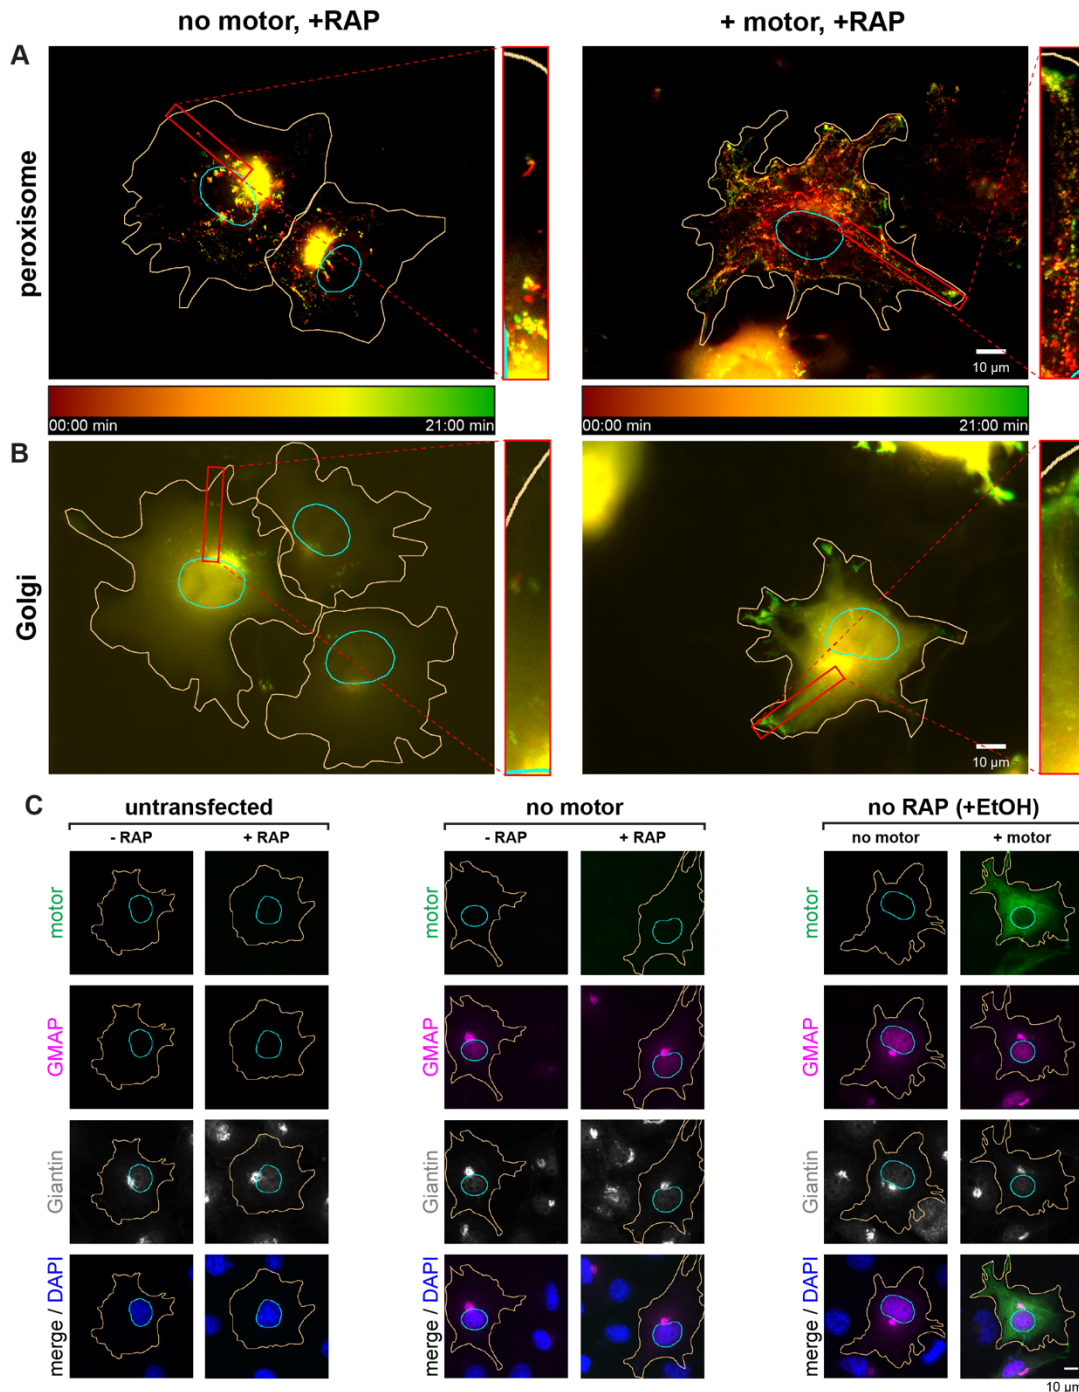 no motor, +RAP
+ motor, +RAP
A
peroxisome
10 µm
00:00 min
21:00 min
00:00 min
21:00 min
B
Golgi
10 µm
C
untransfected
no motor
no RAP (+EtOH)
- RAP
+ RAP
- RAP
+ RAP
no motor
+ motor
motor
motor
motor
GMAP
GMAP
GMAP
Giantin
Giantin
Giantin
merge / DAPI
merge / DAPI
merge / DAPI
10 µm